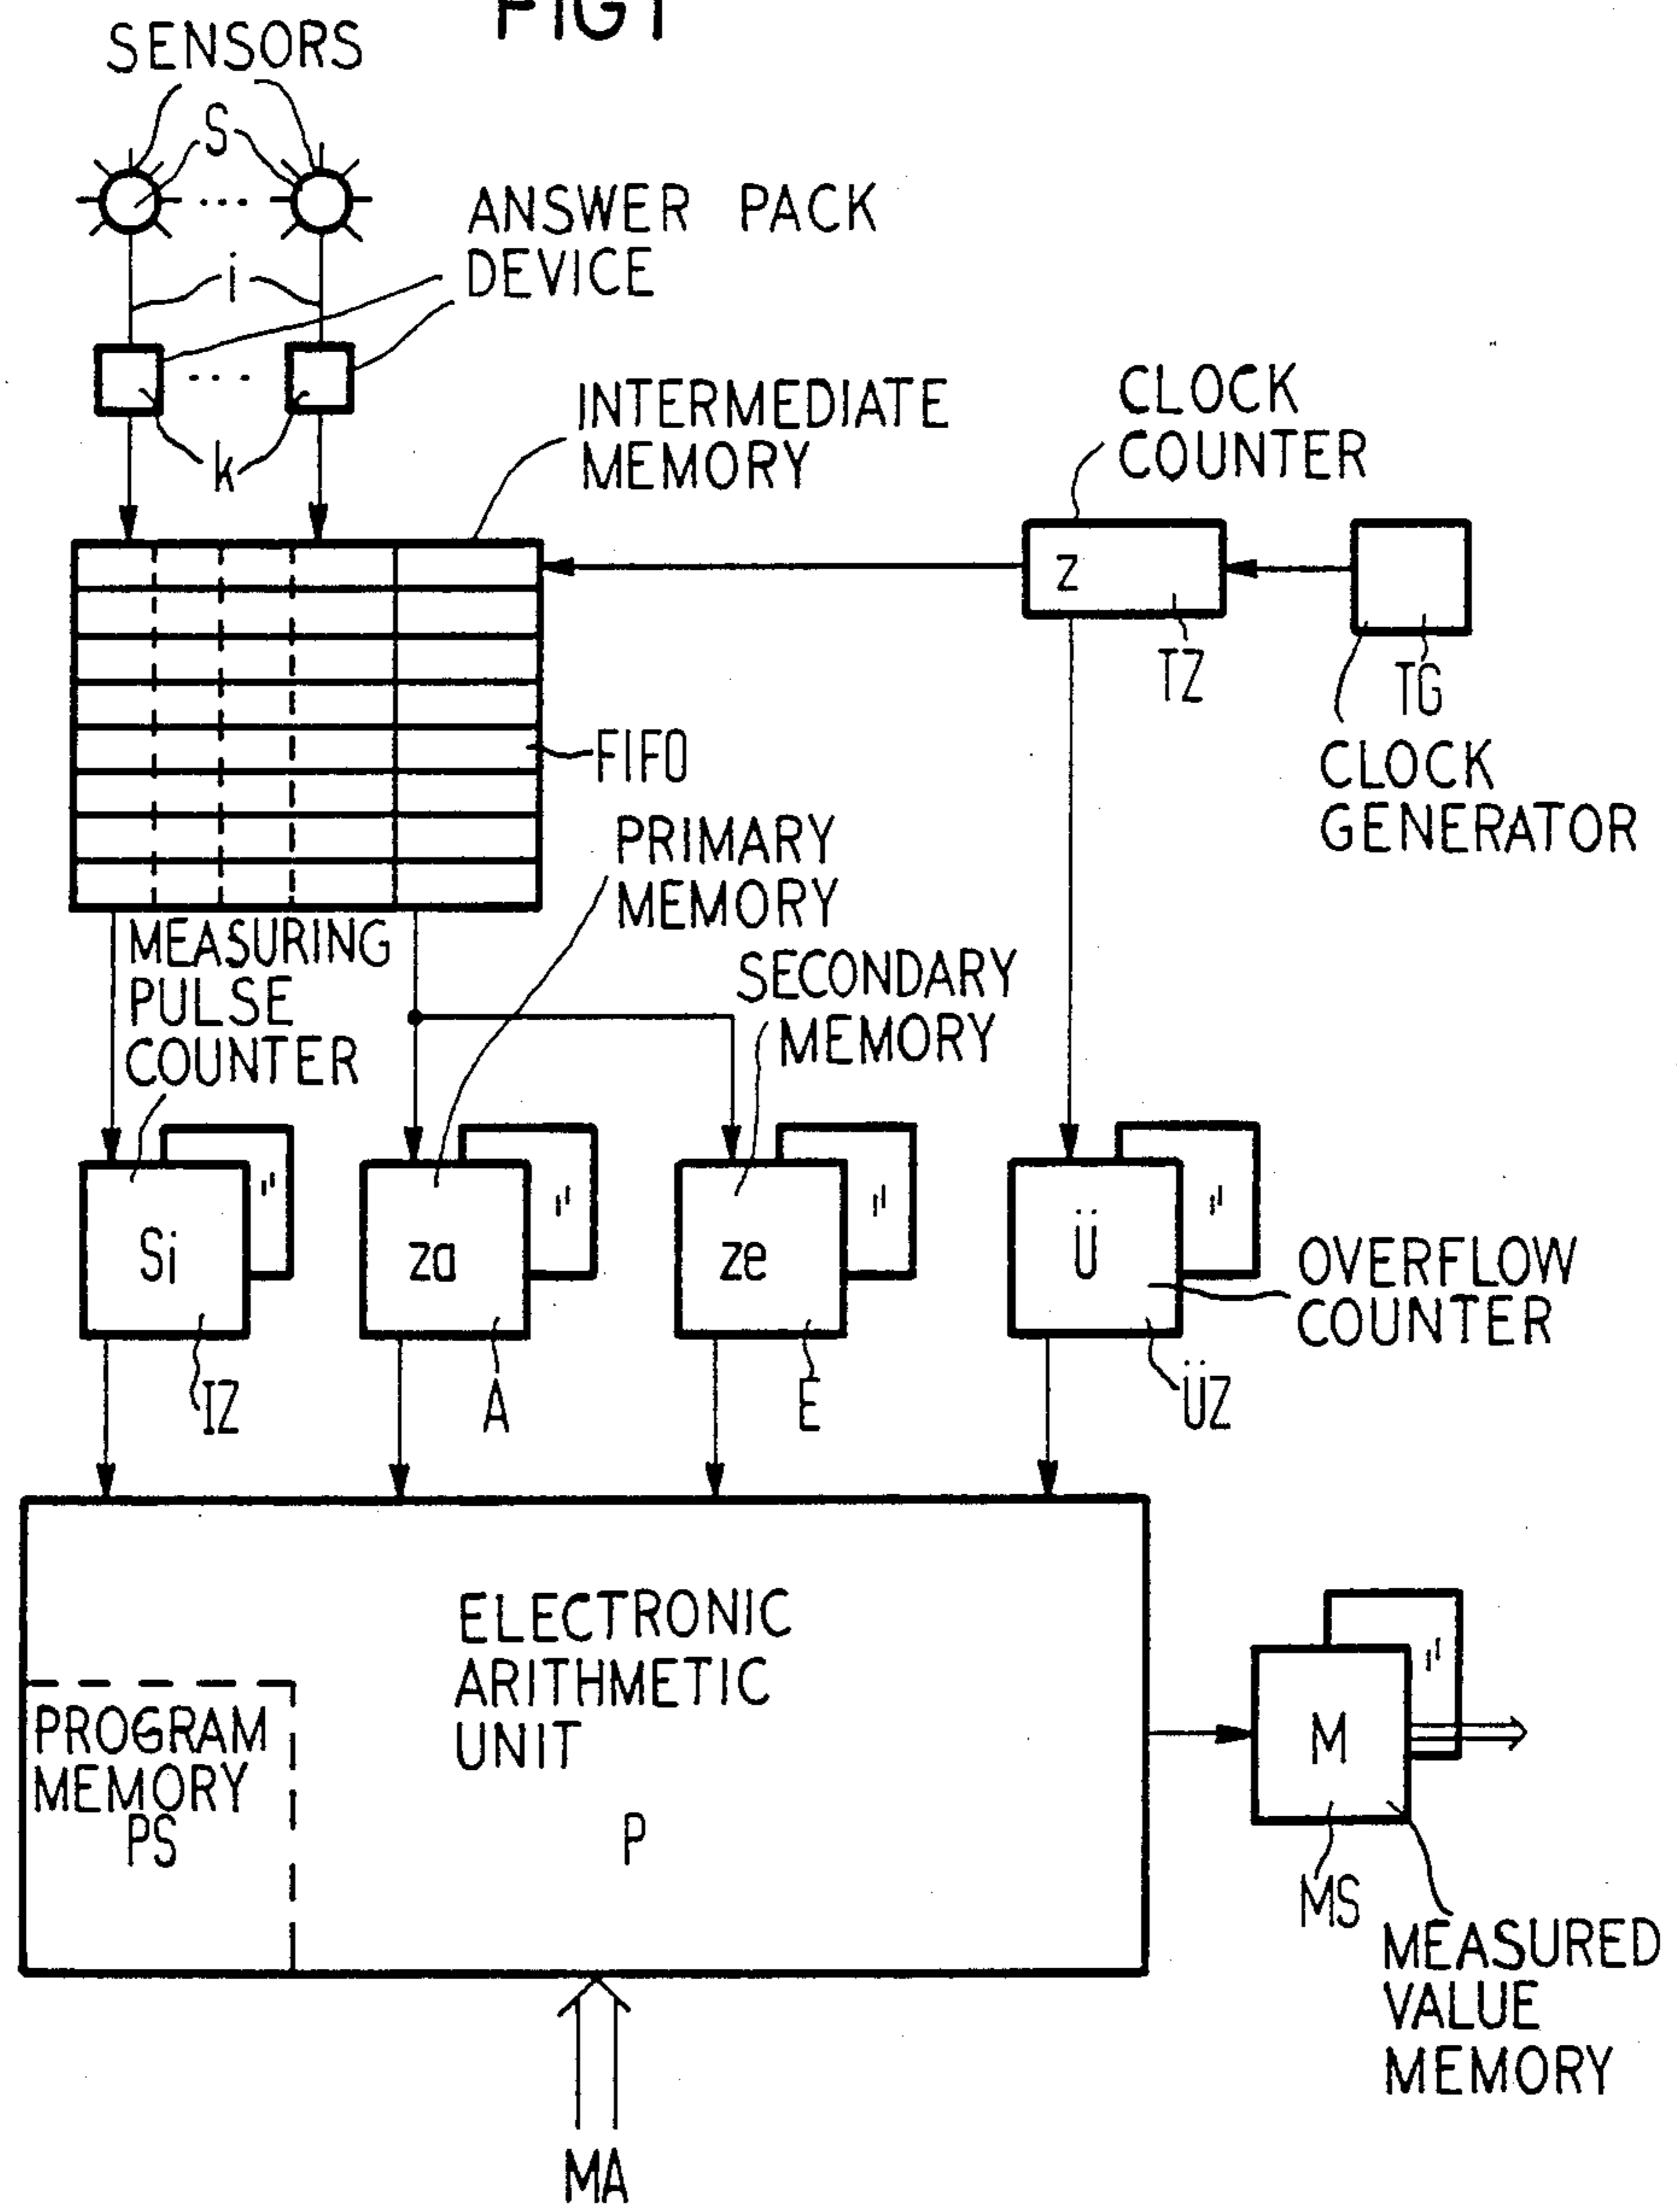 FIG 1
SENSORS
S
ANSWER PACK
DEVICE
i
k
INTERMEDIATE
MEMORY
CLOCK
COUNTER
z
TZ
TG
CLOCK
GENERATOR
FIFO
PRIMARY
MEMORY
MEASURING
PULSE
COUNTER
SECONDARY
MEMORY
Si
za
ze
Ü
OVERFLOW
COUNTER
IZ
A
E
ÜZ
ELECTRONIC
ARITHMETIC
UNIT
P
PROGRAM
MEMORY
PS
M
MS
MEASURED
VALUE
MEMORY
MA